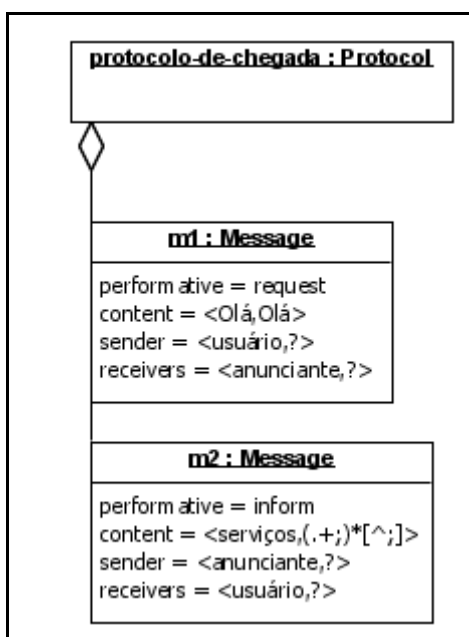 protocolo-de-chegada : Protocol
m1 : Message
performative = request
content = <Olá,Olá>
sender = <usuário,?>
receivers = <anunciante,?>
m2 : Message
performative = inform
content = <serviços,(.+;)*[^;]>
sender = <anunciante,?>
receivers = <usuário,?>